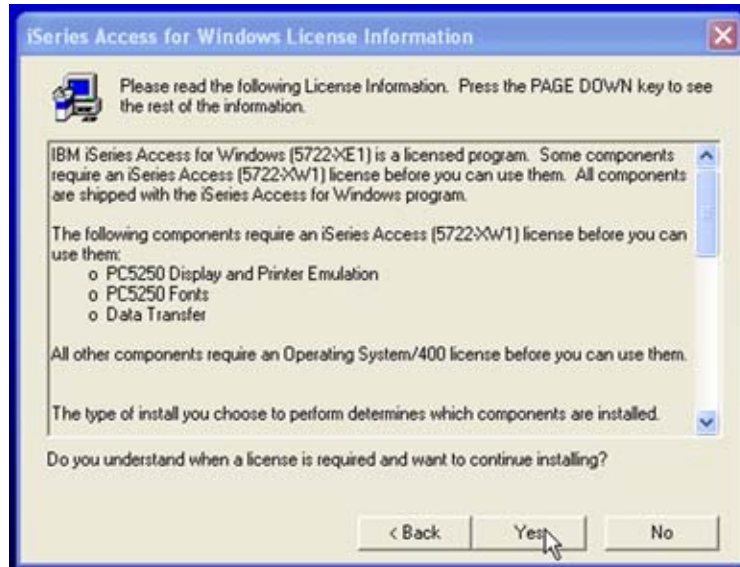 iSeries Access for Windows License Information
Please read the following License Information. Press the PAGE DOWN key to see
the rest of the information.
IBM iSeries Access for Windows (5722-XE1) is a licensed program. Some components
require an iSeries Access (5722-XW1) license before you can use them. All components
are shipped with the iSeries Access for Windows program.
The following components require an iSeries Access (5722-XW1) license before you can
use them:
o PC5250 Display and Printer Emulation
o PC5250 Fonts
o Data Transfer
All other components require an Operating System/400 license before you can use them.
The type of install you choose to perform determines which components are installed.
Do you understand when a license is required and want to continue installing?
< Back Yes No